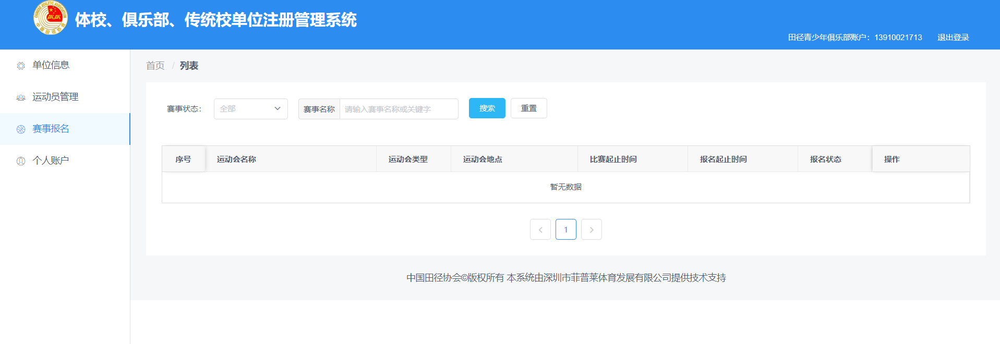 体校、俱乐部、传统校单位注册管理系统
田径青少年俱乐部账户：13910021713 退出登录
单位信息
运动员管理
赛事报名
个人账户
首页 / 列表
赛事状态： 全部 赛事名称 请输入赛事名称或关键字 搜索 重置
序号 运动会名称 运动会类型 运动会地点 比赛起止时间 报名起止时间 报名状态 操作
暂无数据
1
中国田径协会©版权所有 本系统由深圳市菲普莱体育发展有限公司提供技术支持